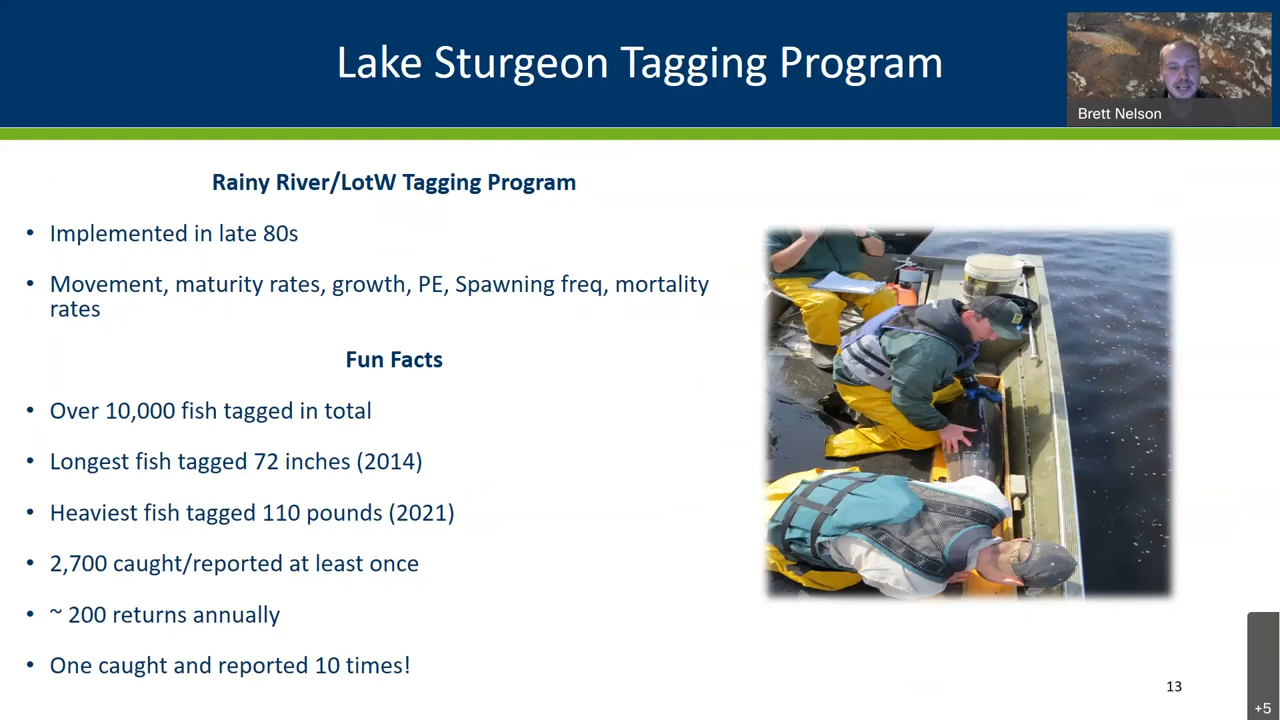 Lake Sturgeon Tagging Program
Brett Nelson
Rainy River/LotW Tagging Program
• Implemented in late 80s
• Movement, maturity rates, growth, PE, Spawning freq, mortality
rates
Fun Facts
• Over 10,000 fish tagged in total
• Longest fish tagged 72 inches (2014)
• Heaviest fish tagged 110 pounds (2021)
• 2,700 caught/reported at least once
• ~ 200 returns annually
• One caught and reported 10 times!
13
+5